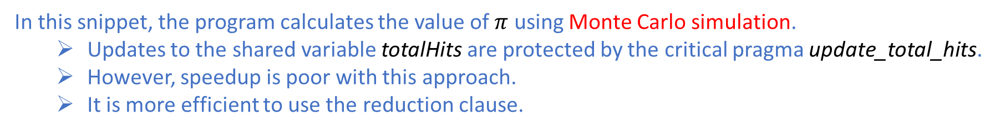 In this snippet, the program calculates the value of π using Monte Carlo simulation.
➢ Updates to the shared variable totalHits are protected by the critical pragma update_total_hits.
➢ However, speedup is poor with this approach.
➢ It is more efficient to use the reduction clause.